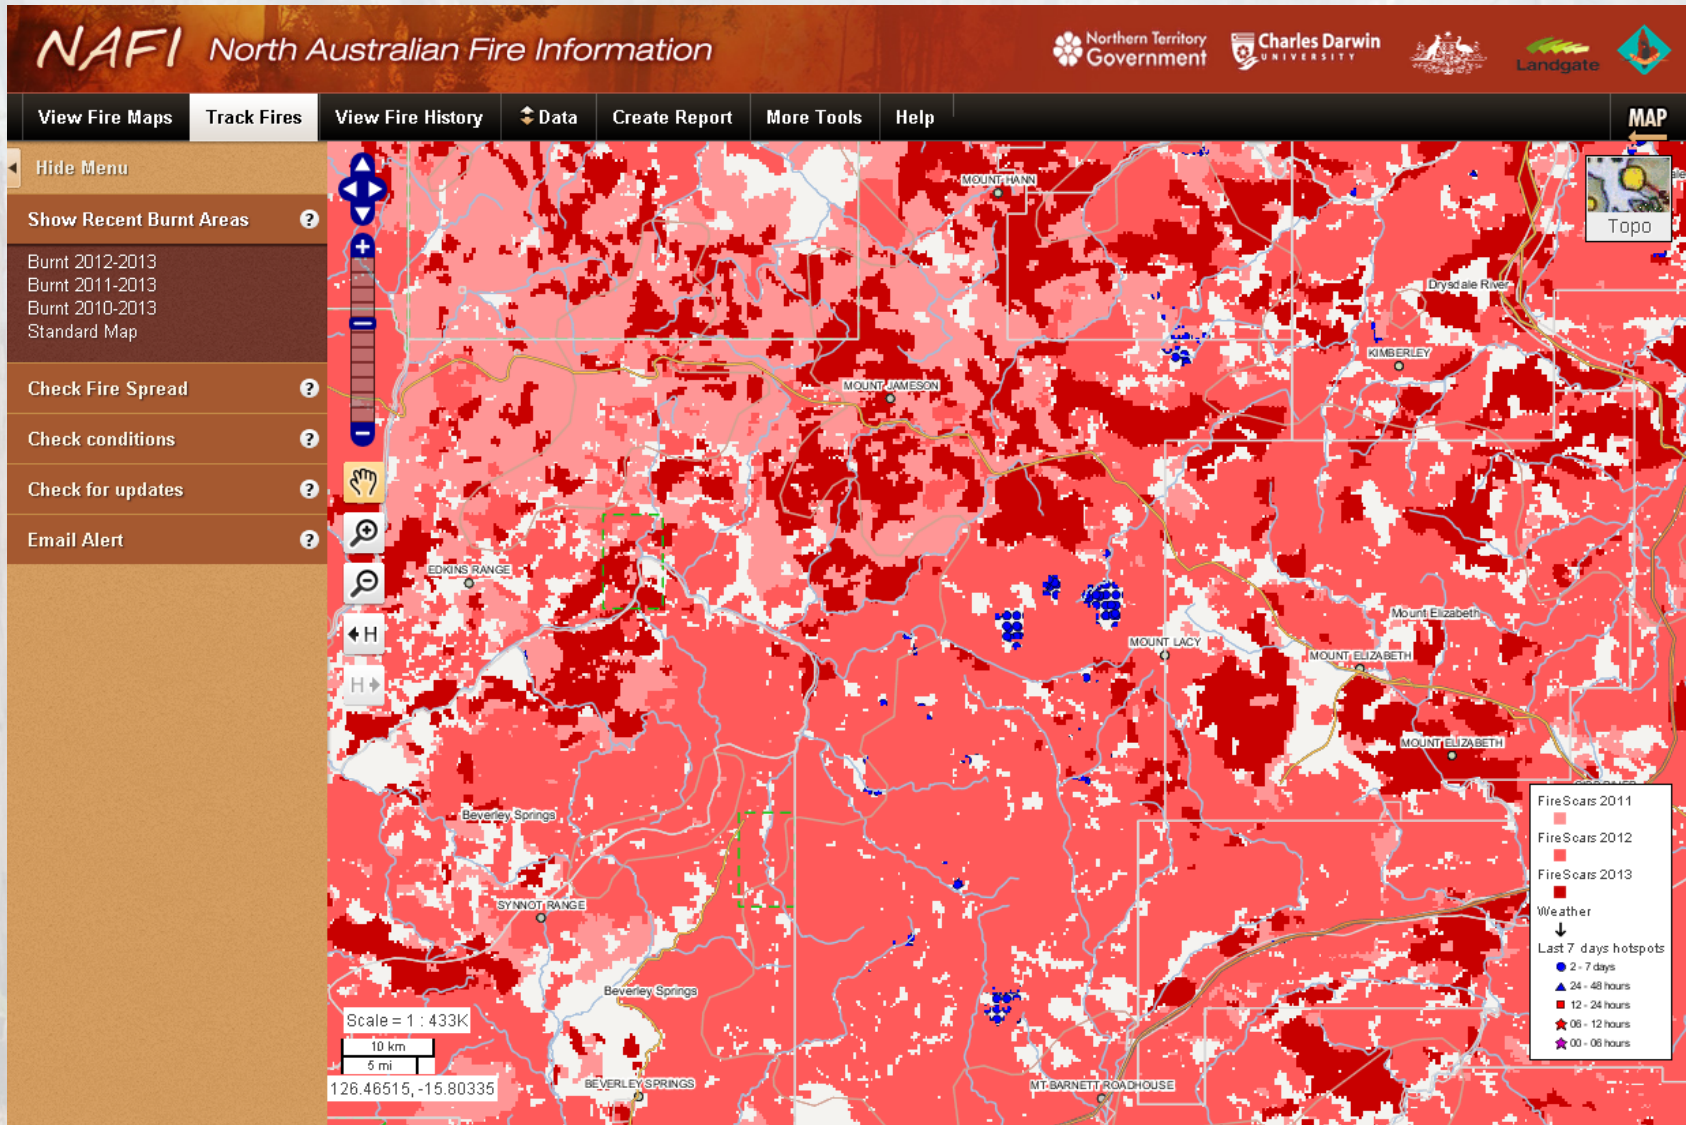 NAFI North Australian Fire Information
Northern Territory
Government
Charles Darwin
UNIVERSITY
Landgate
View Fire Maps
Track Fires
View Fire History
Data
Create Report
More Tools
Help
MAP
Hide Menu
Show Recent Burnt Areas ?
Burnt 2012-2013
Burnt 2011-2013
Burnt 2010-2013
Standard Map
Check Fire Spread ?
Check conditions ?
Check for updates ?
Email Alert ?
H
H
Topo
MOUNT HANN
Drysdale River
KIMBERLEY
MOUNT JAMESON
EDKINS RANGE
Mount Elizabeth
MOUNT LACY
MOUNT ELIZABETH
MOUNT ELIZABETH
Beverley Springs
SYNNOT RANGE
Beverley Springs
BEVERLEY SPRINGS
MT BARNETT ROADHOUSE
Scale = 1 : 433K
10 km
5 mi
126.46515,-15.80335
FireScars 2011
FireScars 2012
FireScars 2013
Weather
Last 7 days hotspots
2 - 7 days
24 - 48 hours
12 - 24 hours
06 - 12 hours
00 - 06 hours